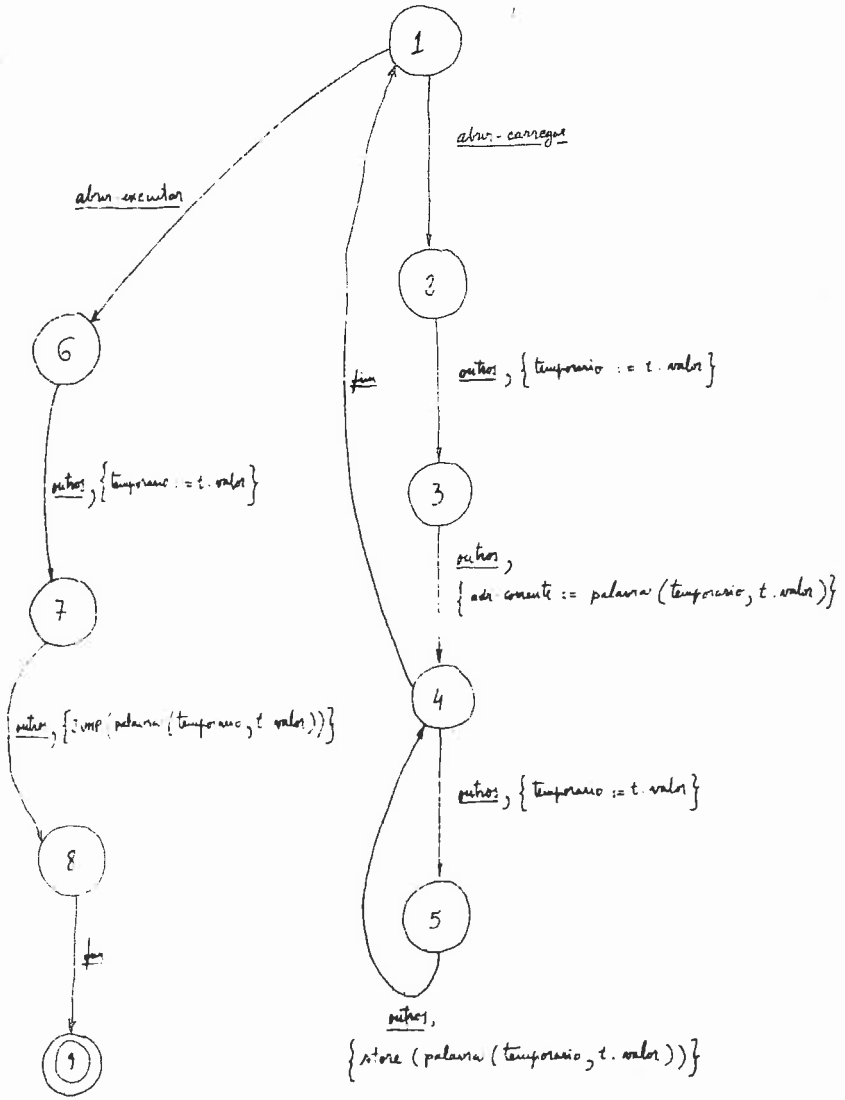 1
abrir-carregar
abrir-executar
2
6
fim
outros, {temporario := t.valor}
outros, {temporario := t.valor}
3
outros,
{adr-corrente := palavra (temporario, t.valor)}
7
4
outros, {JMP (palavra (temporario, t.valor))}
outros, {temporario := t.valor}
8
5
fim
outros,
{store (palavra (temporario, t.valor))}
9